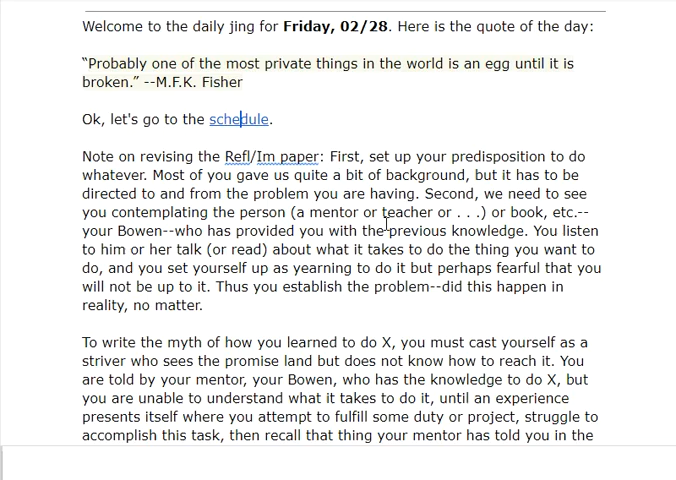 Welcome to the daily jing for Friday, 02/28. Here is the quote of the day:
“Probably one of the most private things in the world is an egg until it is
broken.” --M.F.K. Fisher
Ok, let's go to the schedule.
Note on revising the Refl/Im paper: First, set up your predisposition to do
whatever. Most of you gave us quite a bit of background, but it has to be
directed to and from the problem you are having. Second, we need to see
you contemplating the person (a mentor or teacher or . . .) or book, etc.--
your Bowen--who has provided you with the previous knowledge. You listen
to him or her talk (or read) about what it takes to do the thing you want to
do, and you set yourself up as yearning to do it but perhaps fearful that you
will not be up to it. Thus you establish the problem--did this happen in
reality, no matter.
To write the myth of how you learned to do X, you must cast yourself as a
striver who sees the promise land but does not know how to reach it. You
are told by your mentor, your Bowen, who has the knowledge to do X, but
you are unable to understand what it takes to do it, until an experience
presents itself where you attempt to fulfill some duty or project, struggle to
accomplish this task, then recall that thing your mentor has told you in the